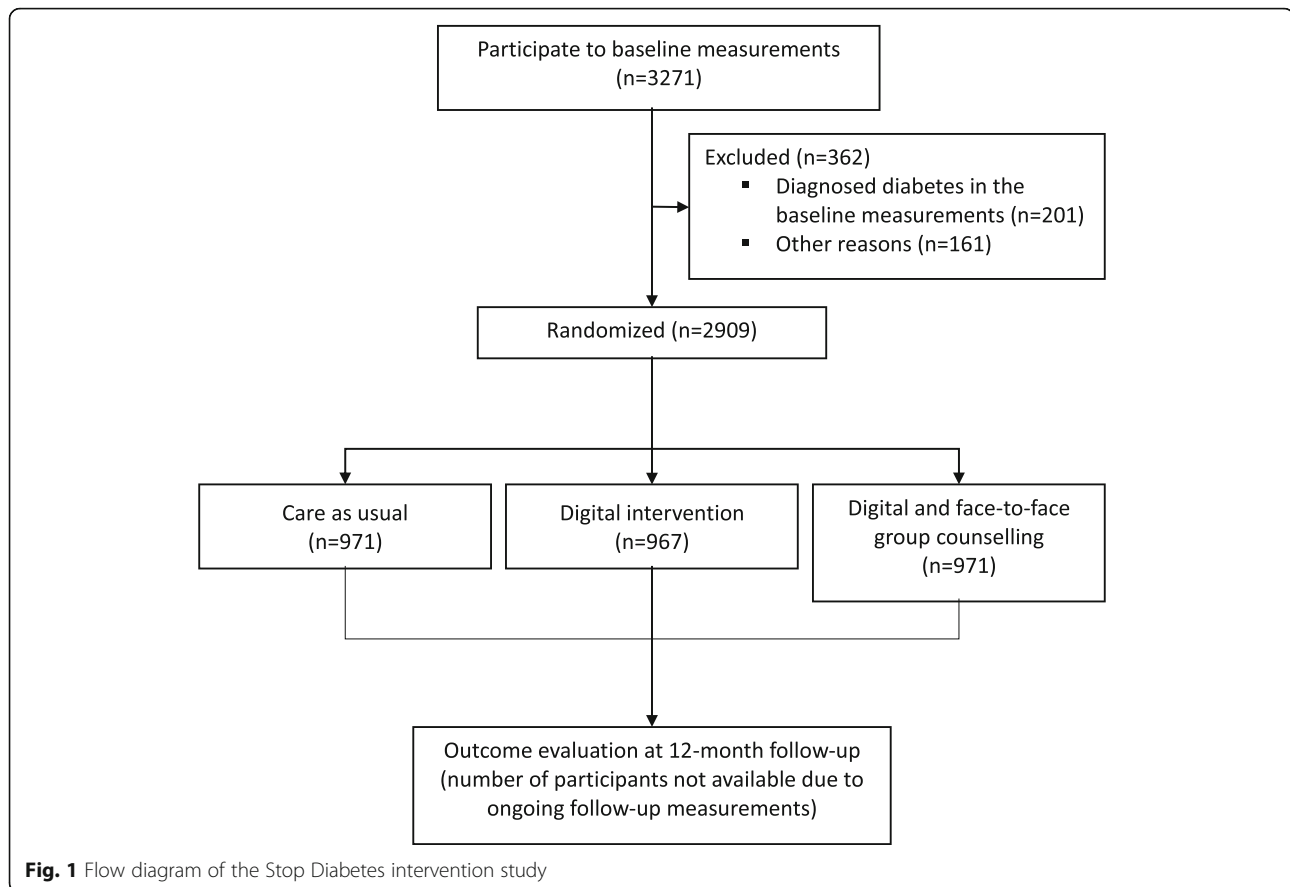 Participate to baseline measurements
(n=3271)
Excluded (n=362)
▪ Diagnosed diabetes in the
baseline measurements (n=201)
▪ Other reasons (n=161)
Randomized (n=2909)
Care as usual
(n=971)
Digital intervention
(n=967)
Digital and face-to-face
group counselling
(n=971)
Outcome evaluation at 12-month follow-up
(number of participants not available due to
ongoing follow-up measurements)
Fig. 1 Flow diagram of the Stop Diabetes intervention study